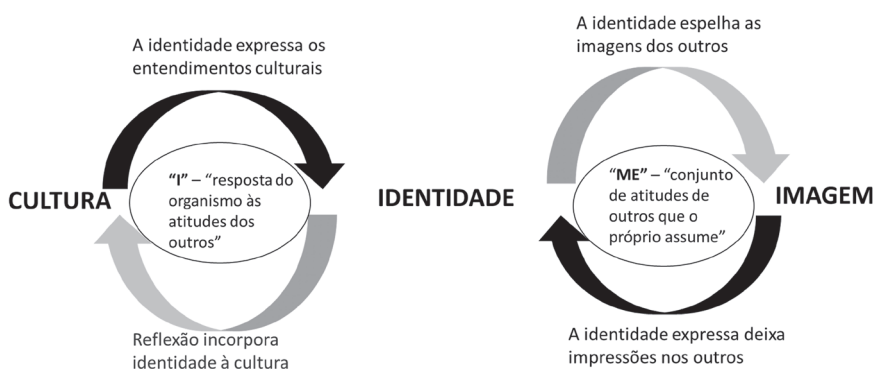 A identidade expressa os
entendimentos culturais
CULTURA
“I” – “resposta do
organismo às
atitudes dos
outros”
Reflexão incorpora
identidade à cultura
IDENTIDADE
A identidade espelha as
imagens dos outros
“ME” – “conjunto
de atitudes de
outros que o
próprio assume”
IMAGEM
A identidade expressa deixa
impressões nos outros